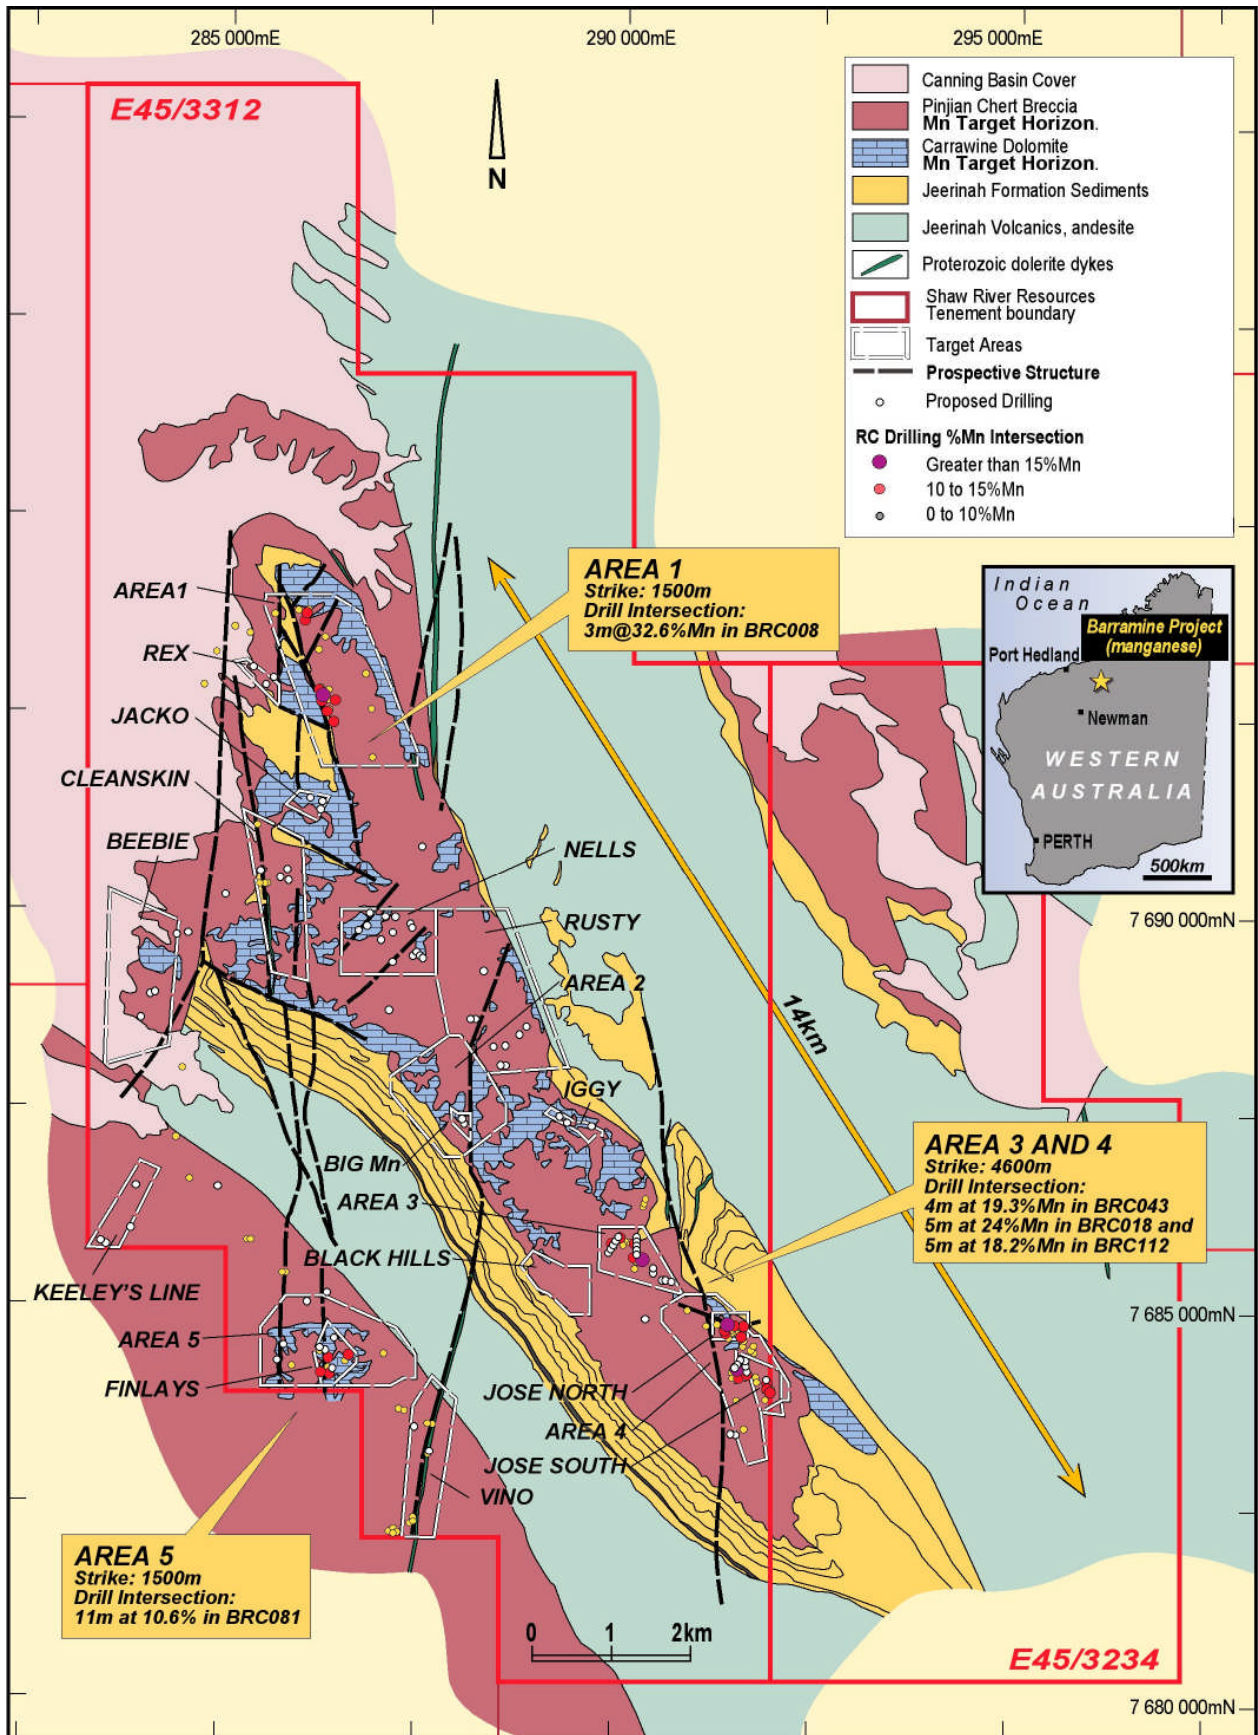 285 000mE
290 000mE
295 000mE
E45/3312
N
Canning Basin Cover
Pinjian Chert Breccia
Mn Target Horizon.
Carrawine Dolomite
Mn Target Horizon.
Jeerinah Formation Sediments
Jeerinah Volcanics, andesite
Proterozoic dolerite dykes
Shaw River Resources
Tenement boundary
Target Areas
Prospective Structure
Proposed Drilling
RC Drilling %Mn Intersection
Greater than 15%Mn
10 to 15%Mn
0 to 10%Mn
AREA 1
Strike: 1500m
Drill Intersection:
3m@32.6%Mn in BRC008
Indian
Ocean
Barramine Project
(manganese)
Port Hedland
Newman
WESTERN
AUSTRALIA
PERTH
500km
AREA1
REX
JACKO
CLEANSKIN
BEEBIE
NELLS
RUSTY
AREA 2
7 690 000mN
14km
IGGY
BIG Mn
AREA 3
BLACK HILLS
AREA 3 AND 4
Strike: 4600m
Drill Intersection:
4m at 19.3%Mn in BRC043
5m at 24%Mn in BRC018 and
5m at 18.2%Mn in BRC112
KEELEY'S LINE
AREA 5
FINLAYS
7 685 000mN
JOSE NORTH
AREA 4
JOSE SOUTH
VINO
AREA 5
Strike: 1500m
Drill Intersection:
11m at 10.6% in BRC081
0 1 2km
E45/3234
7 680 000mN